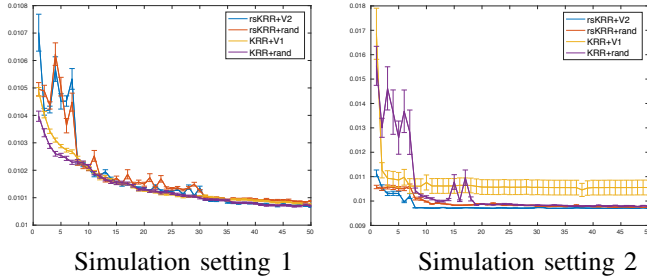 0.0108
0.0107
0.0106
0.0105
0.0104
0.0103
0.0102
0.0101
0.01
0 5 10 15 20 25 30 35 40 45 50
rsKRR+V2
rsKRR+rand
KRR+V1
KRR+rand
Simulation setting 1
0.018
0.017
0.016
0.015
0.014
0.013
0.012
0.011
0.01
0.009
0 5 10 15 20 25 30 35 40 45 50
rsKRR+V2
rsKRR+rand
KRR+V1
KRR+rand
Simulation setting 2